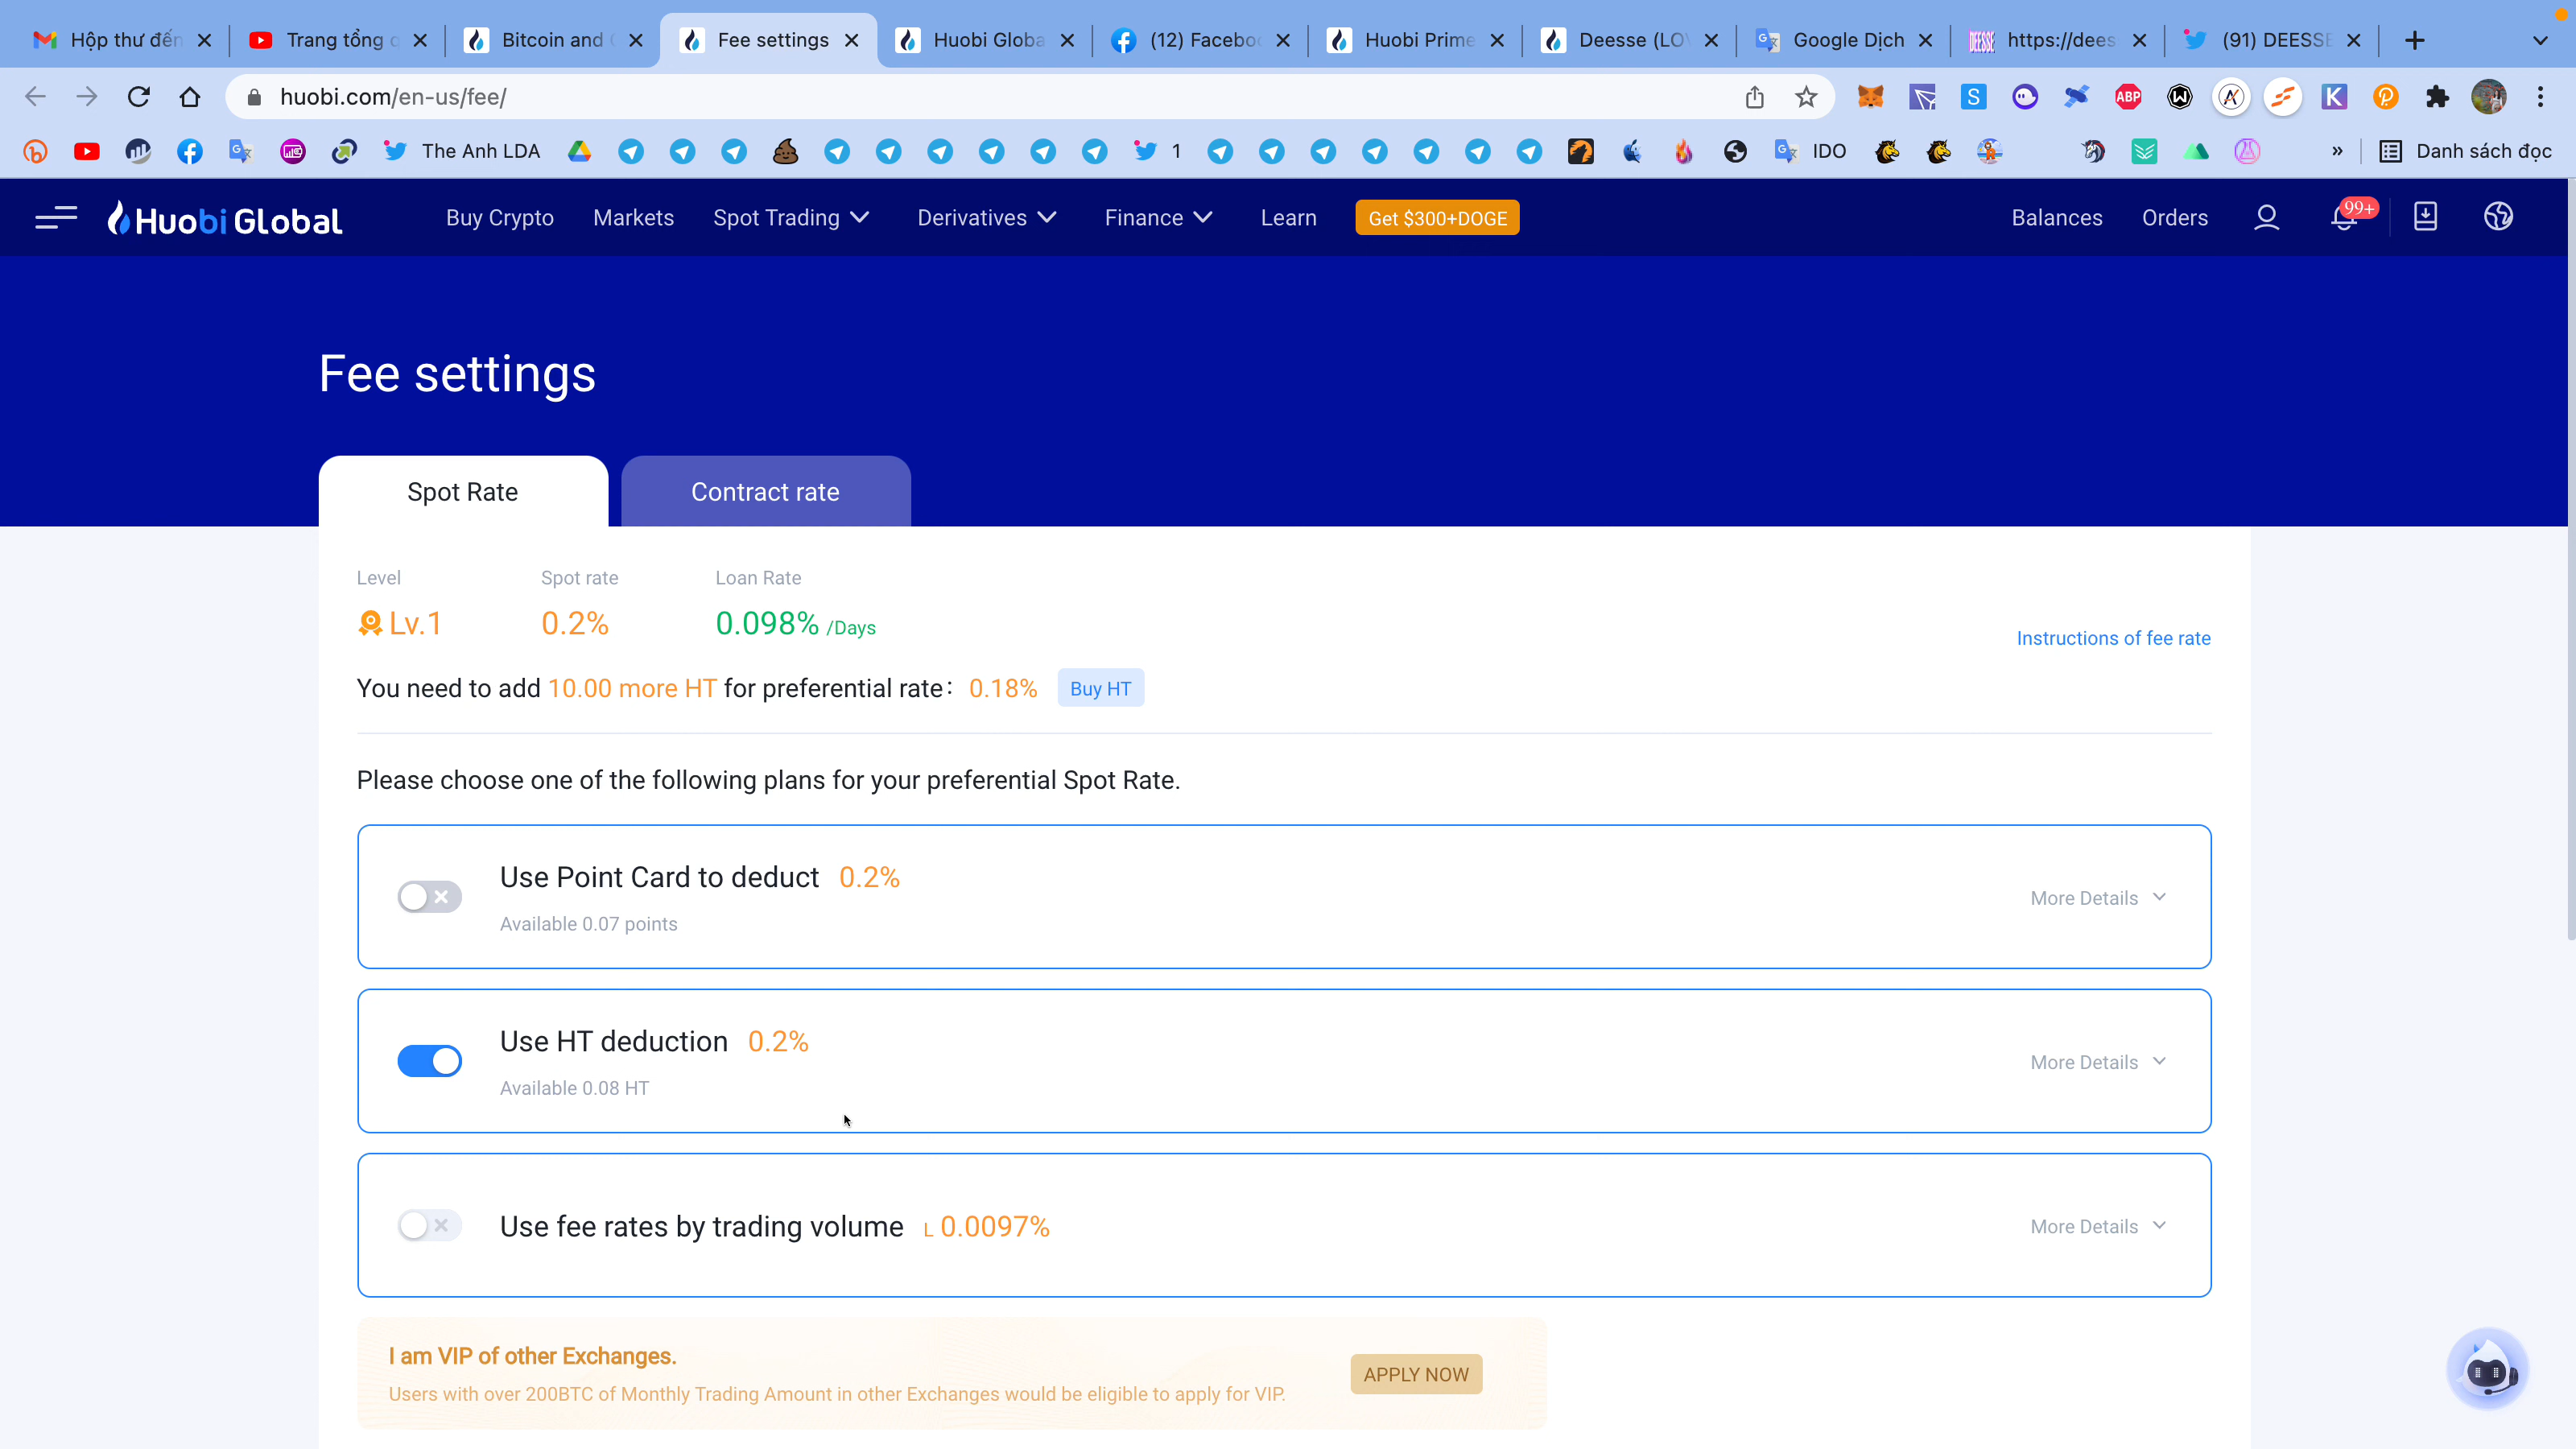 Hộp thư đến
Trang tổng q
Bitcoin and
Fee settings
Huobi Globa
(12) Facebo
Huobi Prime
Deesse (LO
Google Dịch
https://dees
(91) DEESSE
huobi.com/en-us/fee/
The Anh LDA
1
IDO
»
Danh sách đọc
Huobi Global
Buy Crypto
Markets
Spot Trading
Derivatives
Finance
Learn
Get $300+DOGE
Balances
Orders
99+
Fee settings
Spot Rate
Contract rate
Level
Spot rate
Loan Rate
Lv.1
0.2%
0.098% /Days
Instructions of fee rate
You need to add 10.00 more HT for preferential rate: 0.18%
Buy HT
Please choose one of the following plans for your preferential Spot Rate.
Use Point Card to deduct 0.2%
Available 0.07 points
More Details
Use HT deduction 0.2%
Available 0.08 HT
More Details
Use fee rates by trading volume L 0.0097%
More Details
I am VIP of other Exchanges.
Users with over 200BTC of Monthly Trading Amount in other Exchanges would be eligible to apply for VIP.
APPLY NOW